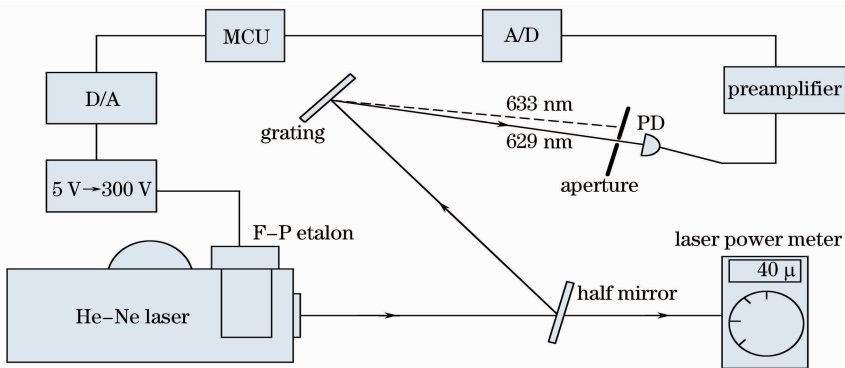 MCU
A/D
D/A
633 nm
629 nm
PD
preamplifier
grating
aperture
5 V→300 V
F–P etalon
laser power meter
40 μ
half mirror
He–Ne laser